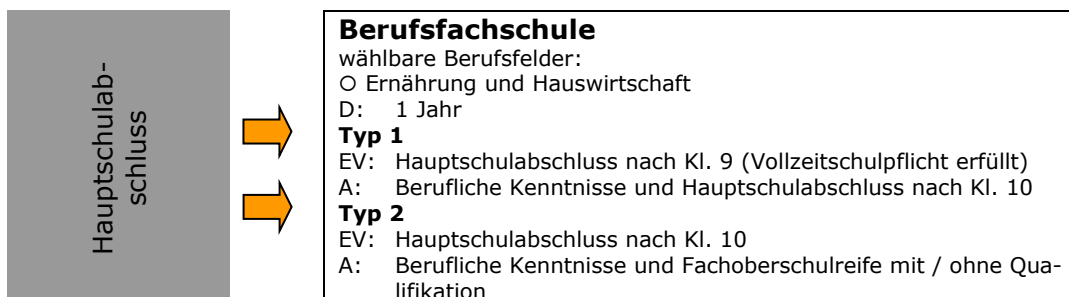 Hauptschulab-
schluss
Berufsfachschule
wählbare Berufsfelder:
O Ernährung und Hauswirtschaft
D: 1 Jahr
Typ 1
EV: Hauptschulabschluss nach Kl. 9 (Vollzeitschulpflicht erfüllt)
A: Berufliche Kenntnisse und Hauptschulabschluss nach Kl. 10
Typ 2
EV: Hauptschulabschluss nach Kl. 10
A: Berufliche Kenntnisse und Fachoberschulreife mit / ohne Qua-
lifikation